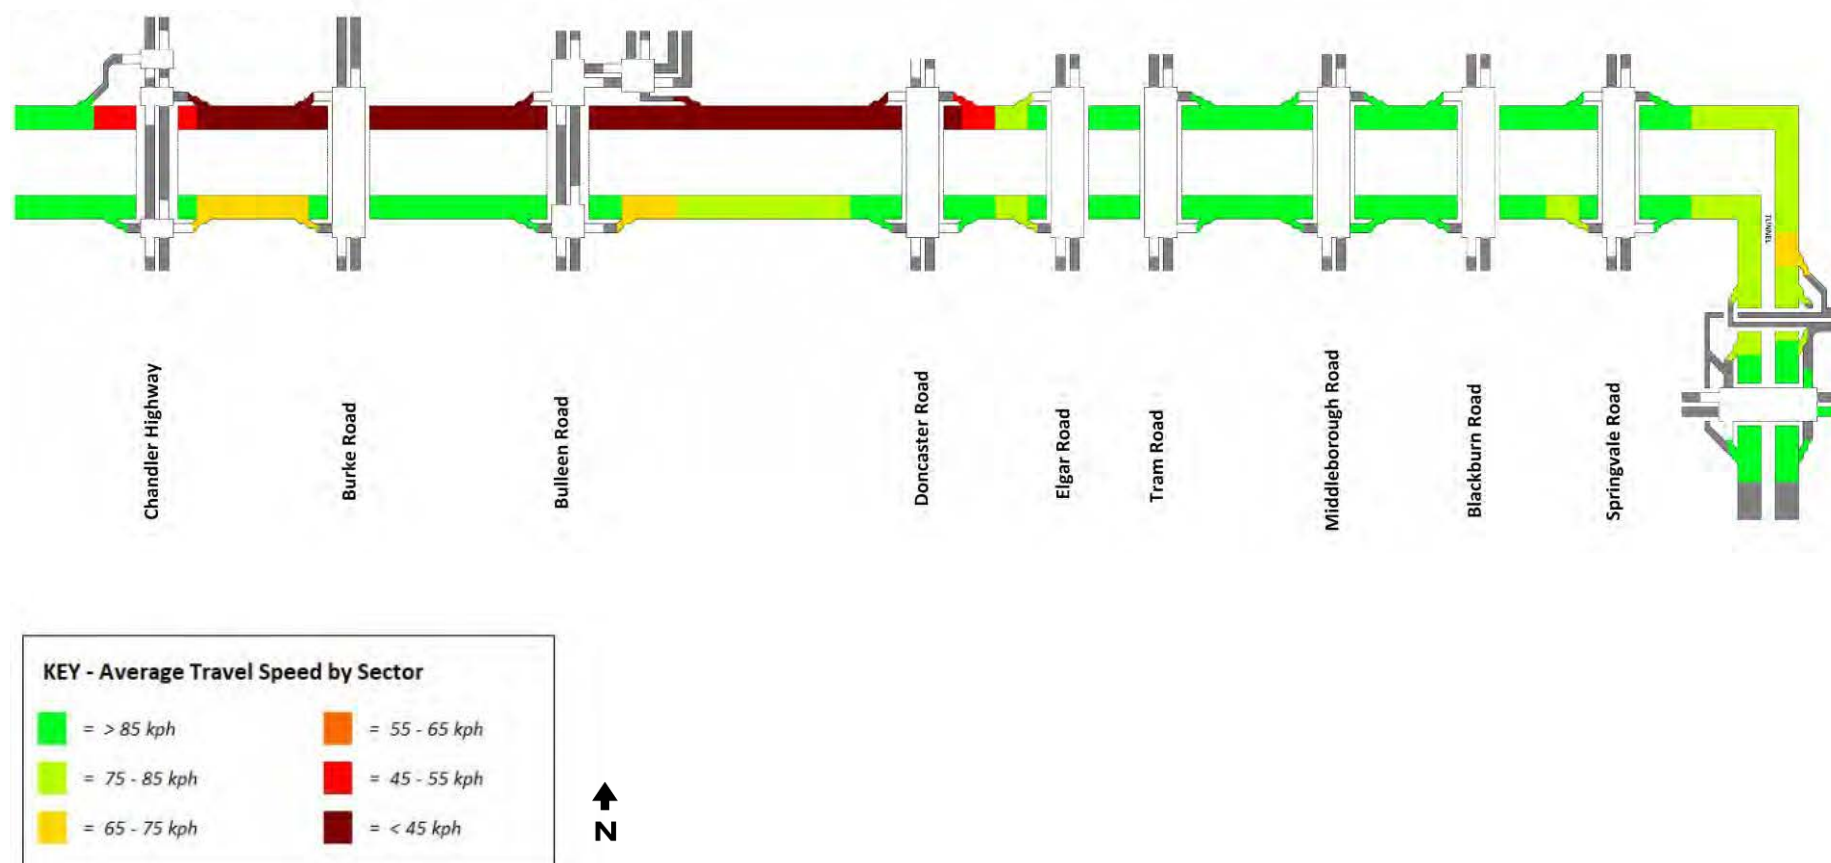 TUNNEL
Chandler Highway
Burke Road
Bulleen Road
Doncaster Road
Elgar Road
Tram Road
Middleborough Road
Blackburn Road
Springvale Road
KEY - Average Travel Speed by Sector
= > 85 kph
= 55 - 65 kph
= 75 - 85 kph
= 45 - 55 kph
= 65 - 75 kph
= < 45 kph
N